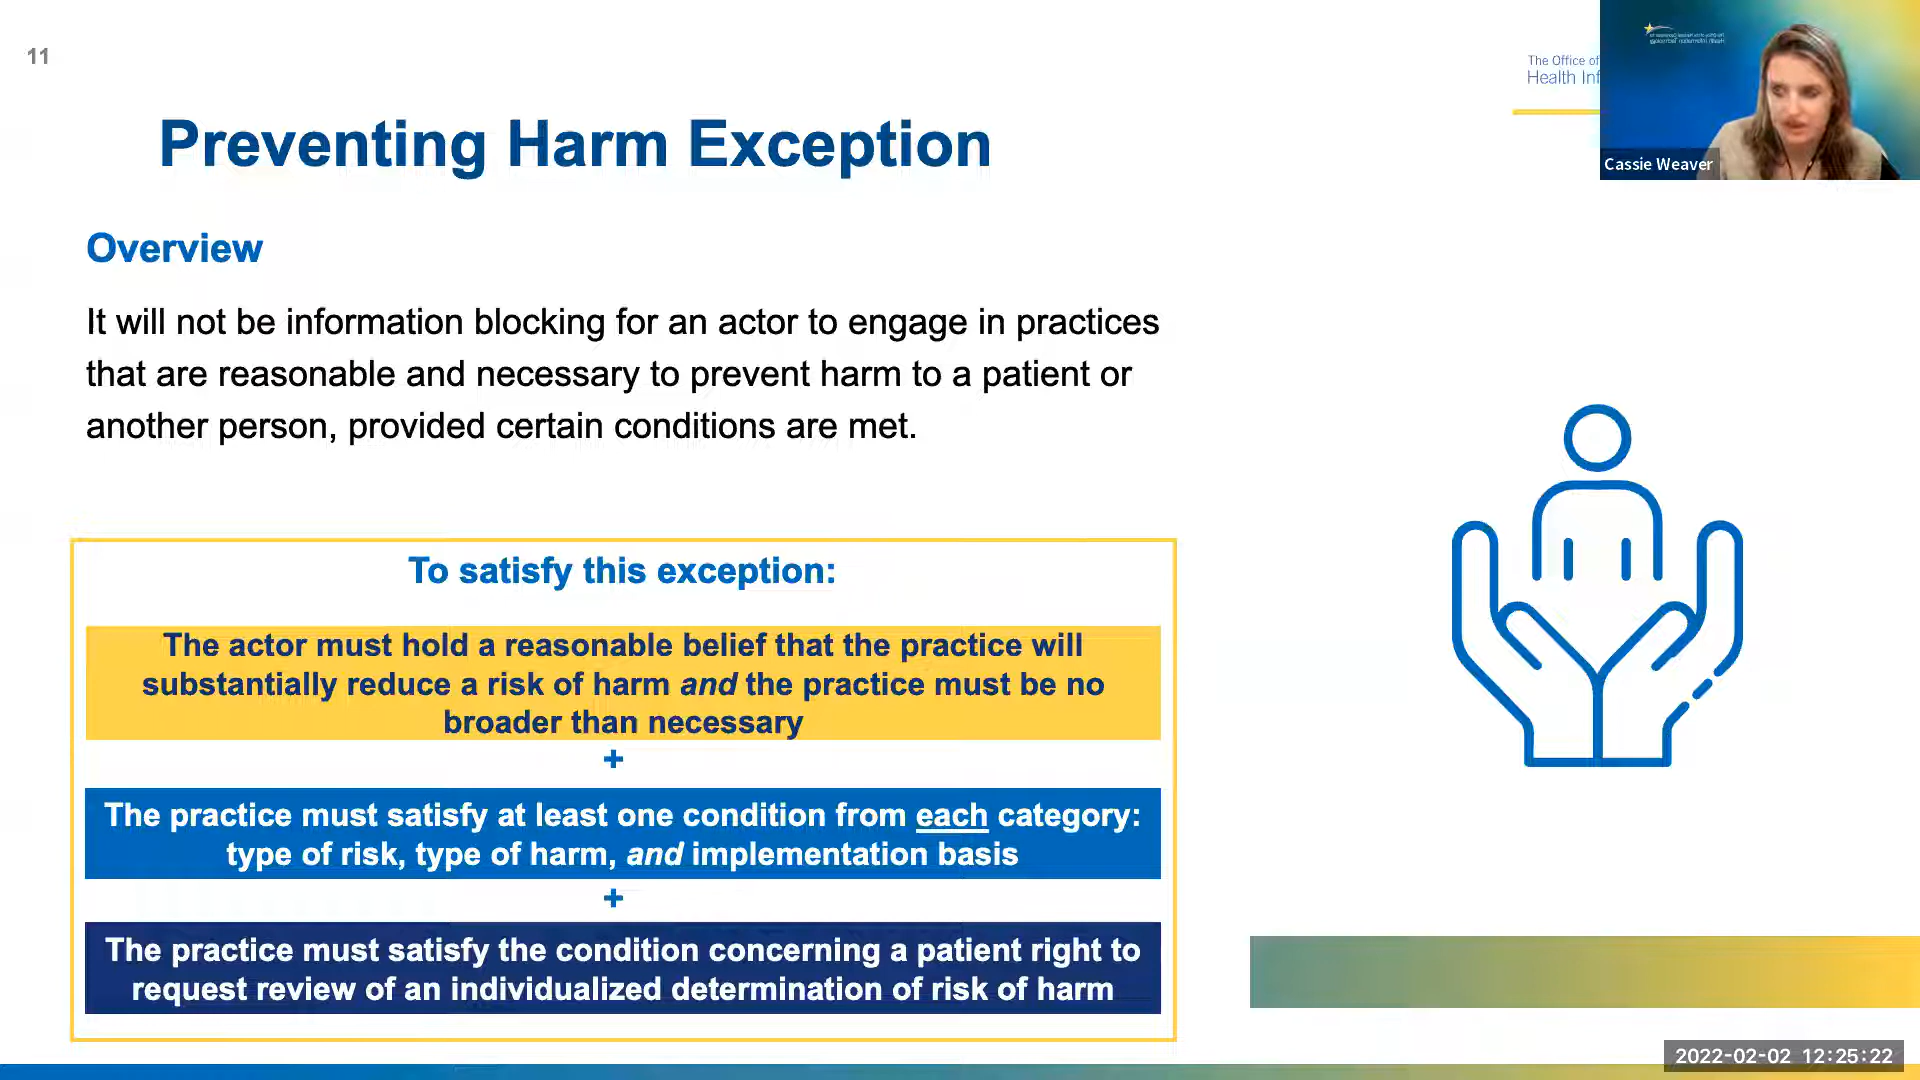 11
The Office of
Health Inf
Cassie Weaver
Preventing Harm Exception
Overview
It will not be information blocking for an actor to engage in practices
that are reasonable and necessary to prevent harm to a patient or
another person, provided certain conditions are met.
To satisfy this exception:
The actor must hold a reasonable belief that the practice will
substantially reduce a risk of harm and the practice must be no
broader than necessary
+
The practice must satisfy at least one condition from each category:
type of risk, type of harm, and implementation basis
+
The practice must satisfy the condition concerning a patient right to
request review of an individualized determination of risk of harm
2022-02-02 12:25:22